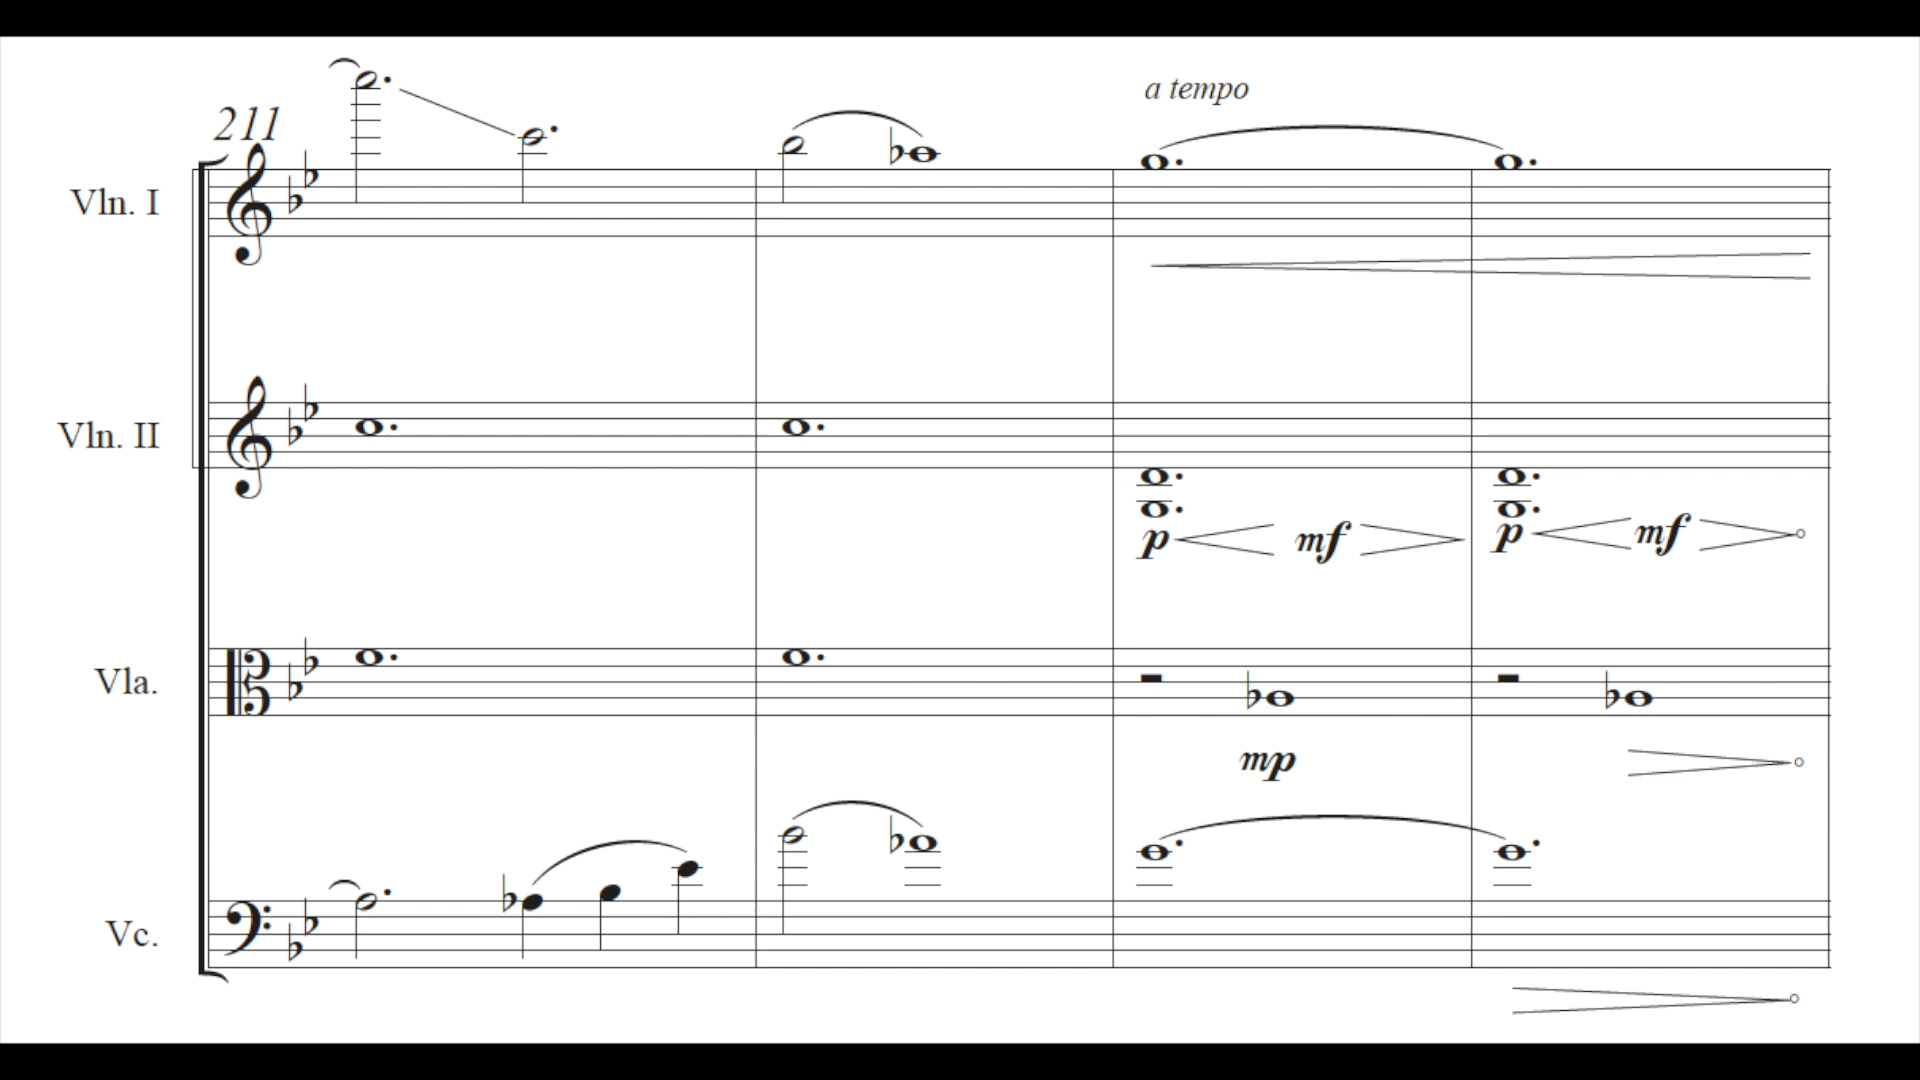 a tempo
211
Vln. I
Vln. II
p mf p mf
Vla.
mp
Vc.